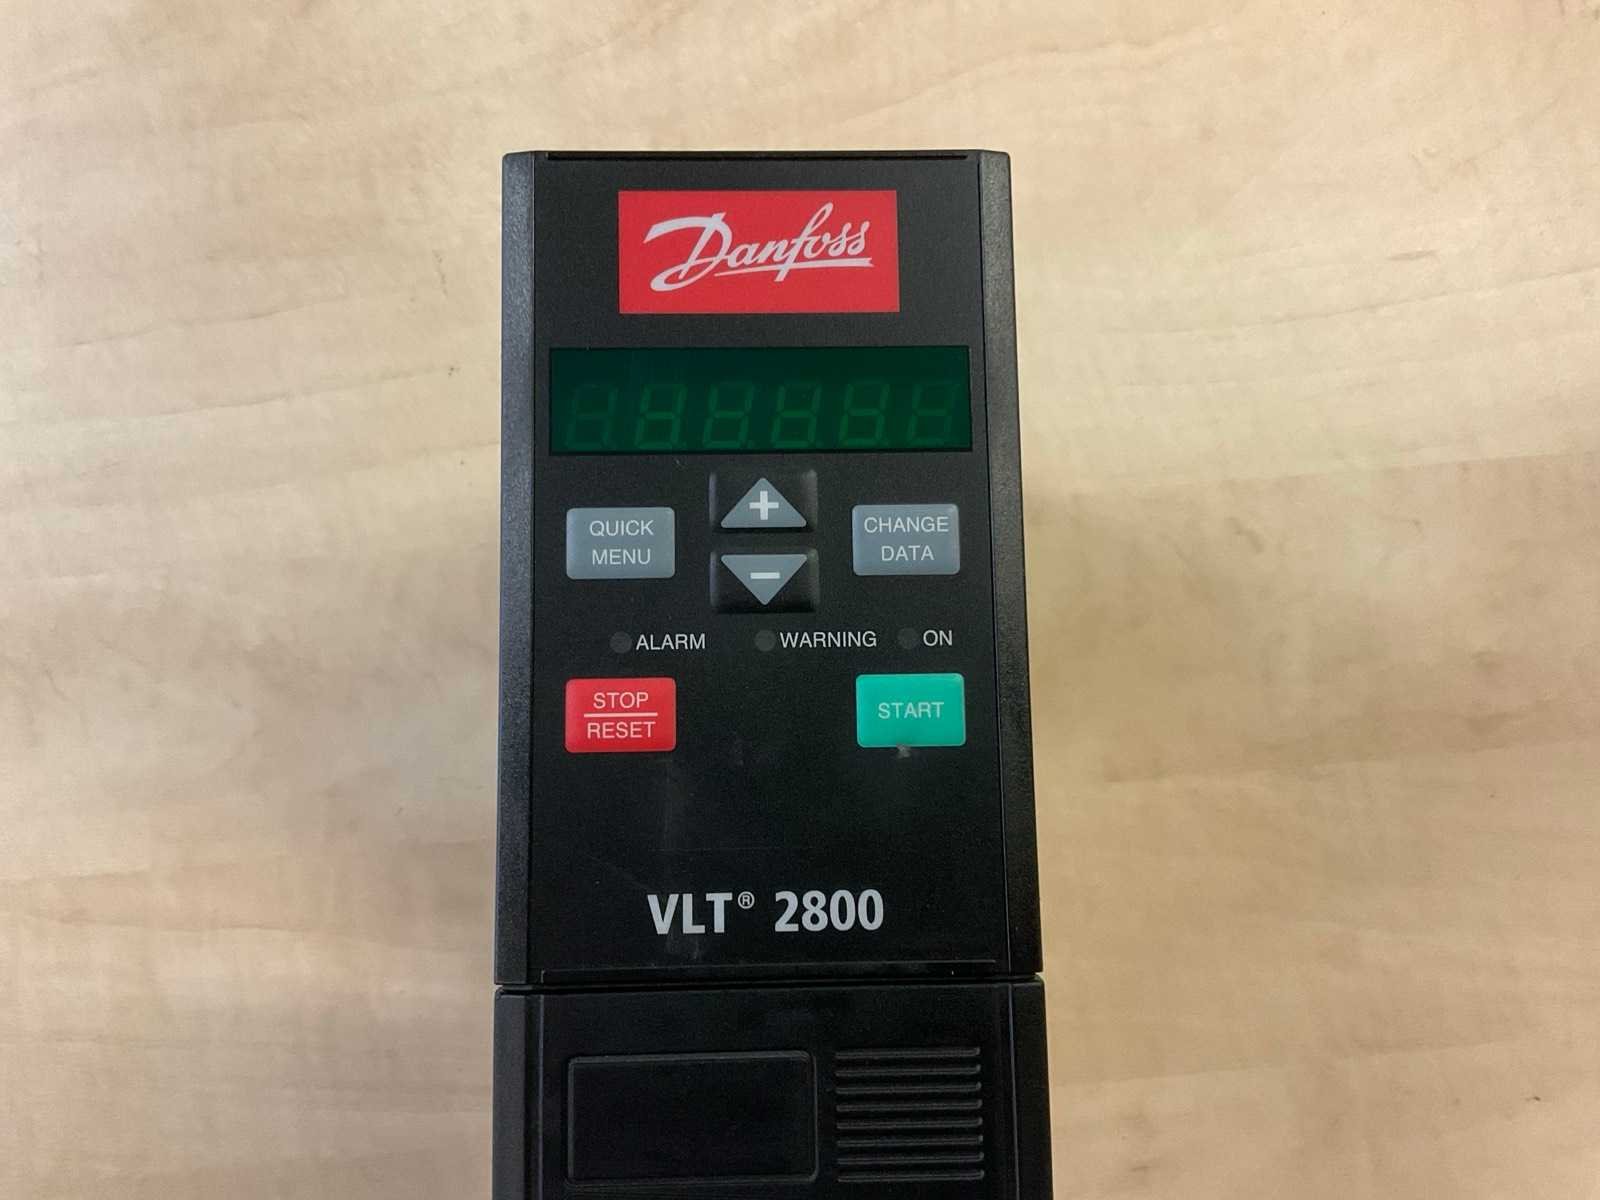 Danfoss
QUICK
MENU
+
CHANGE
DATA
-
ALARM
WARNING
ON
STOP
RESET
START
VLT® 2800